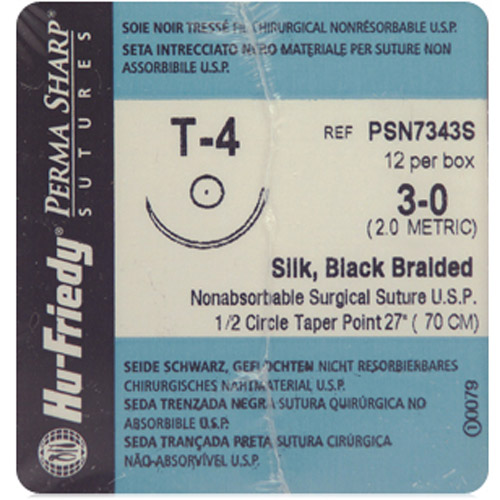 Hu-Friedy®
PERMA SHARP®
SUTURES
SOIE NOIR TRESSÉ FIL CHIRURGICAL NONRÉSORBABLE U.S.P.
SETA INTRECCIATO NERO MATERIALE PER SUTURE NON
ASSORBIBILE U.S.P.
T-4
REF PSN7343S
12 per box
3-0
(2.0 METRIC)
Silk, Black Braided
Nonabsorbable Surgical Suture U.S.P.
1/2 Circle Taper Point 27" ( 70 CM)
SEIDE SCHWARZ, GEFLOCHTEN NICHT RESORBIERBARES
CHIRURGISCHES NAHTMATERIAL U.S.P.
SEDA TRENZADA NEGRA SUTURA QUIRÚRGICA NO
ABSORBIBLE U.S.P.
SEDA TRANÇADA PRETA SUTURA CIRÚRGICA
NÃO-ABSORVÍVEL U.S.P.
0079